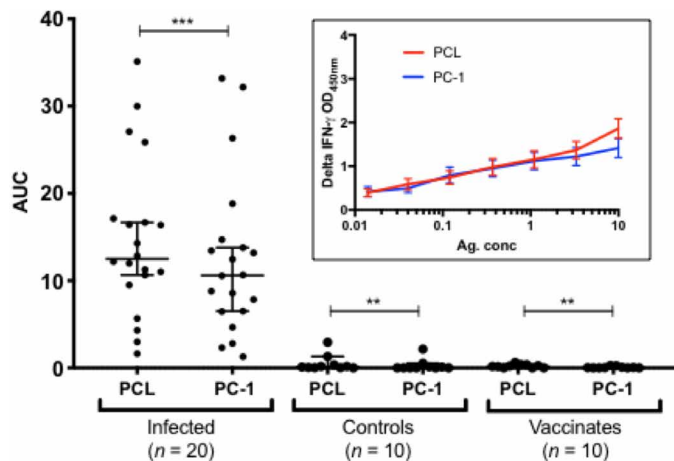 40
30
20
10
0
AUC
***
**
**
PCL
PC-1
4
3
2
1
0
Delta IFN-γ OD450nm
0.01
0.1
1
10
Ag. conc
PCL PC-1 PCL PC-1 PCL PC-1
Infected Controls Vaccinates
(n = 20) (n = 10) (n = 10)